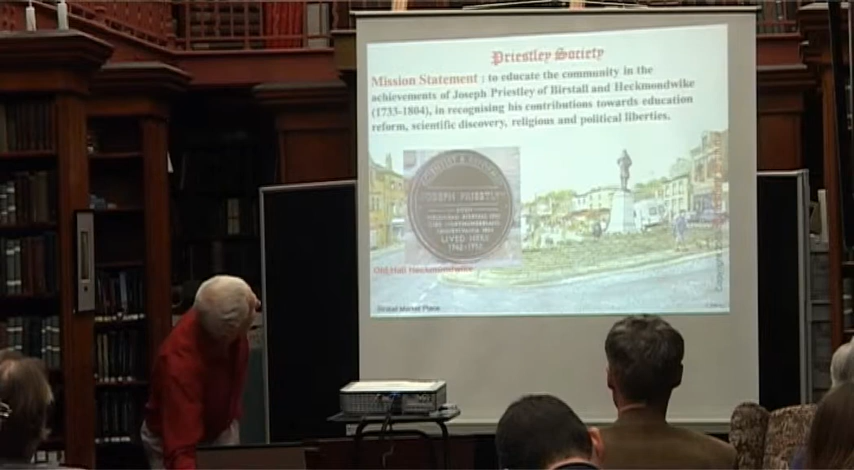 Priestley Society
Mission Statement : to educate the community in the
achievements of Joseph Priestley of Birstall and Heckmondwike
(1733-1804), in recognising his contributions towards education
reform, scientific discovery, religious and political liberties.
JOSEPH PRIESTLEY
LIVED HERE
Old Hall Heckmondwike
Birstall Market Place